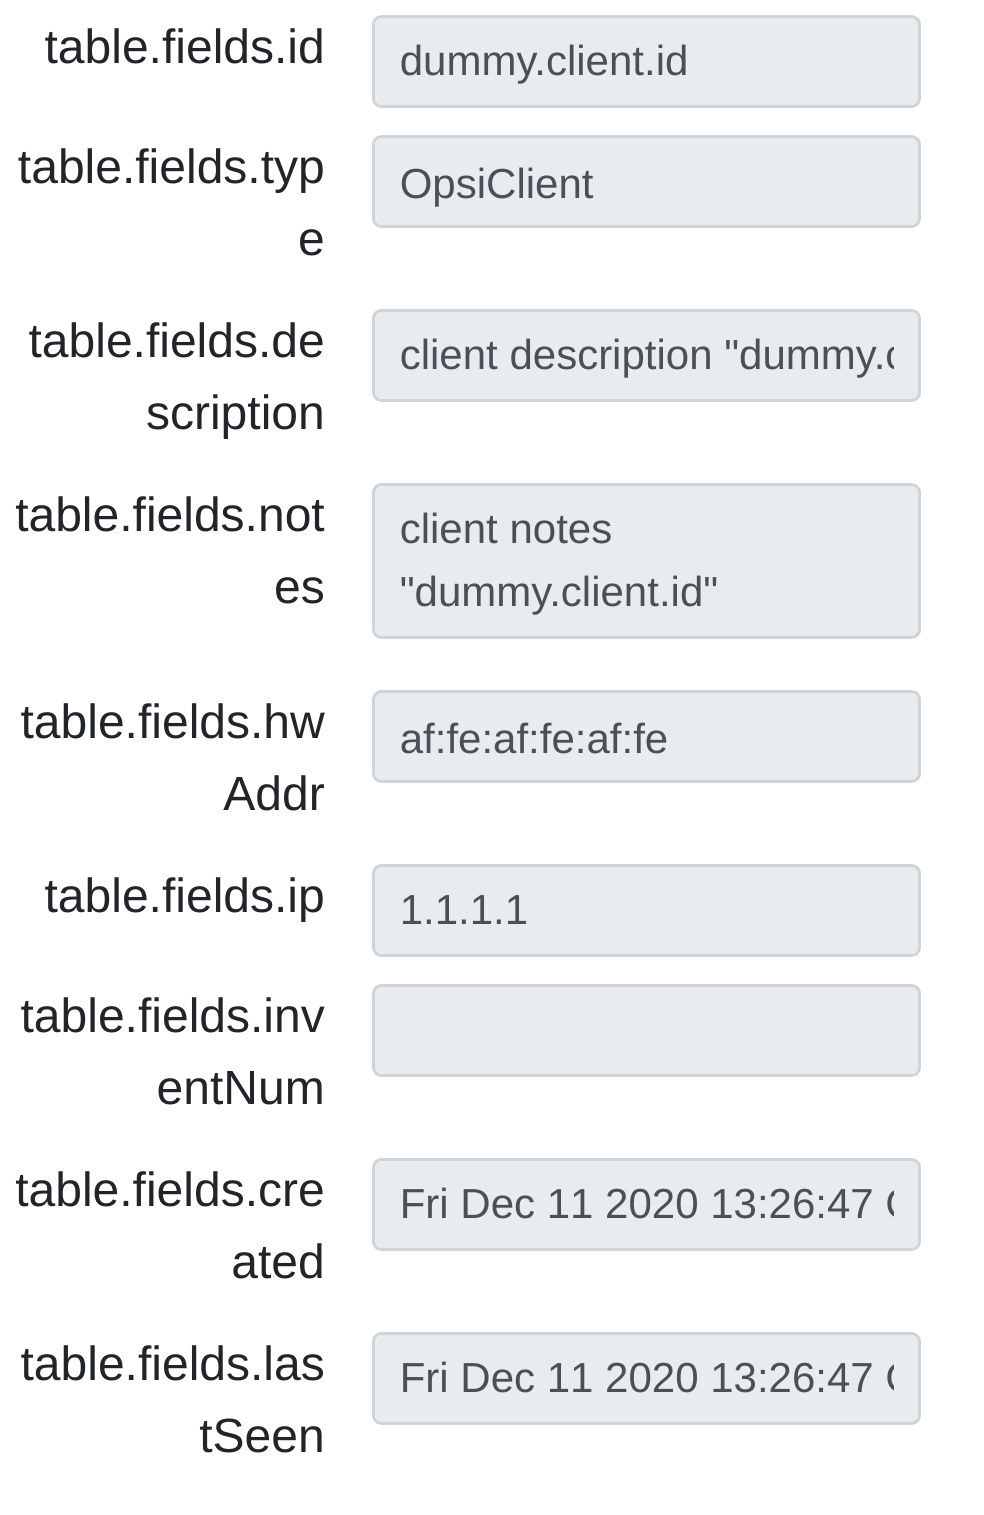 table.fields.id
dummy.client.id
table.fields.typ
e
OpsiClient
table.fields.de
scription
client description "dummy.c
table.fields.not
es
client notes
"dummy.client.id"
table.fields.hw
Addr
af:fe:af:fe:af:fe
table.fields.ip
1.1.1.1
table.fields.inv
entNum
table.fields.cre
ated
Fri Dec 11 2020 13:26:47
table.fields.las
tSeen
Fri Dec 11 2020 13:26:47